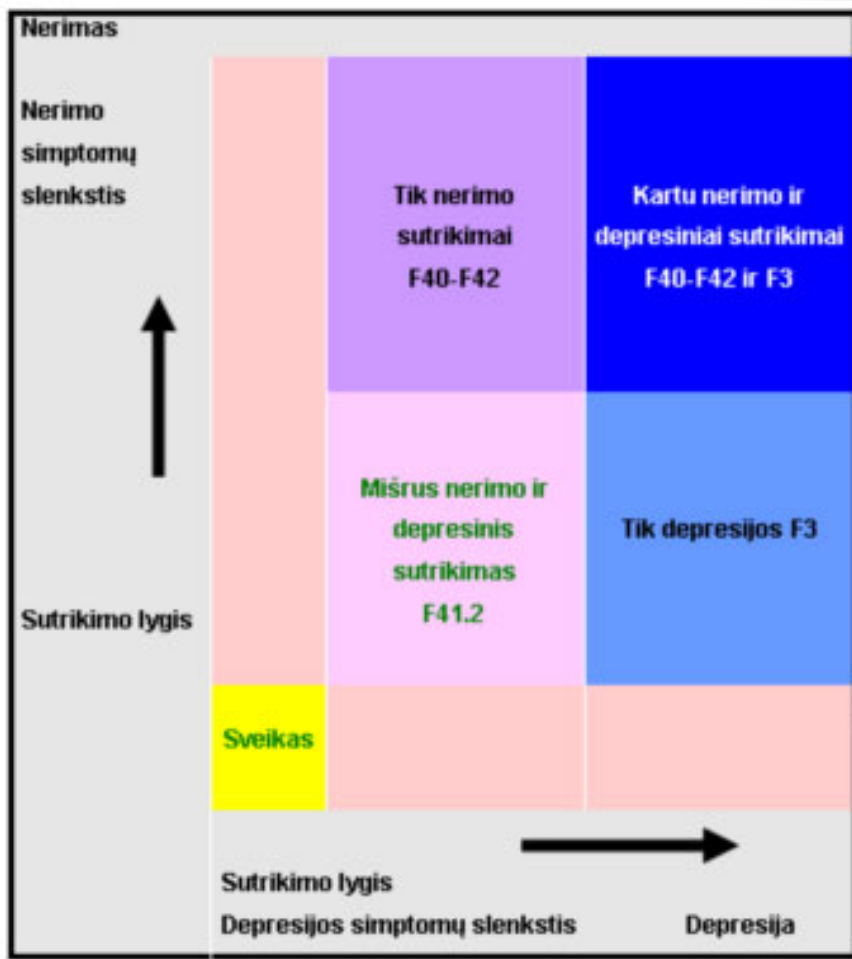 Nerimas
Nerimo
simptomų
slenkstis
Tik nerimo
sutrikimai
F40-F42
Kartu nerimo ir
depresiniai sutrikimai
F40-F42 ir F3
Mišrus nerimo ir
depresinis
sutrikimas
F41.2
Tik depresijos F3
Sutrikimo lygis
Sveikas
Sutrikimo lygis
Depresijos simptomų slenkstis
Depresija